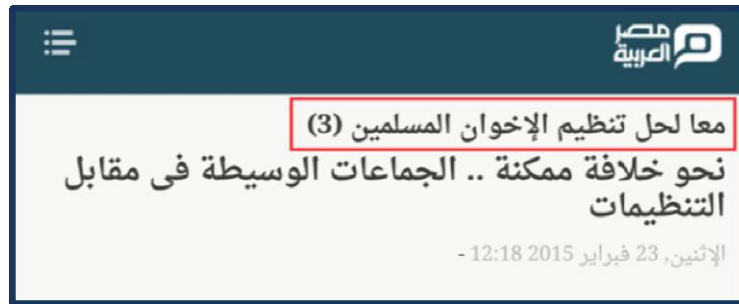 مصر
العربية
معا لحل تنظيم الإخوان المسلمين (3)
نحو خلافة ممكنة .. الجماعات الوسيطة فى مقابل
التنظيمات
الإثنين, 23 فبراير 2015 12:18 -